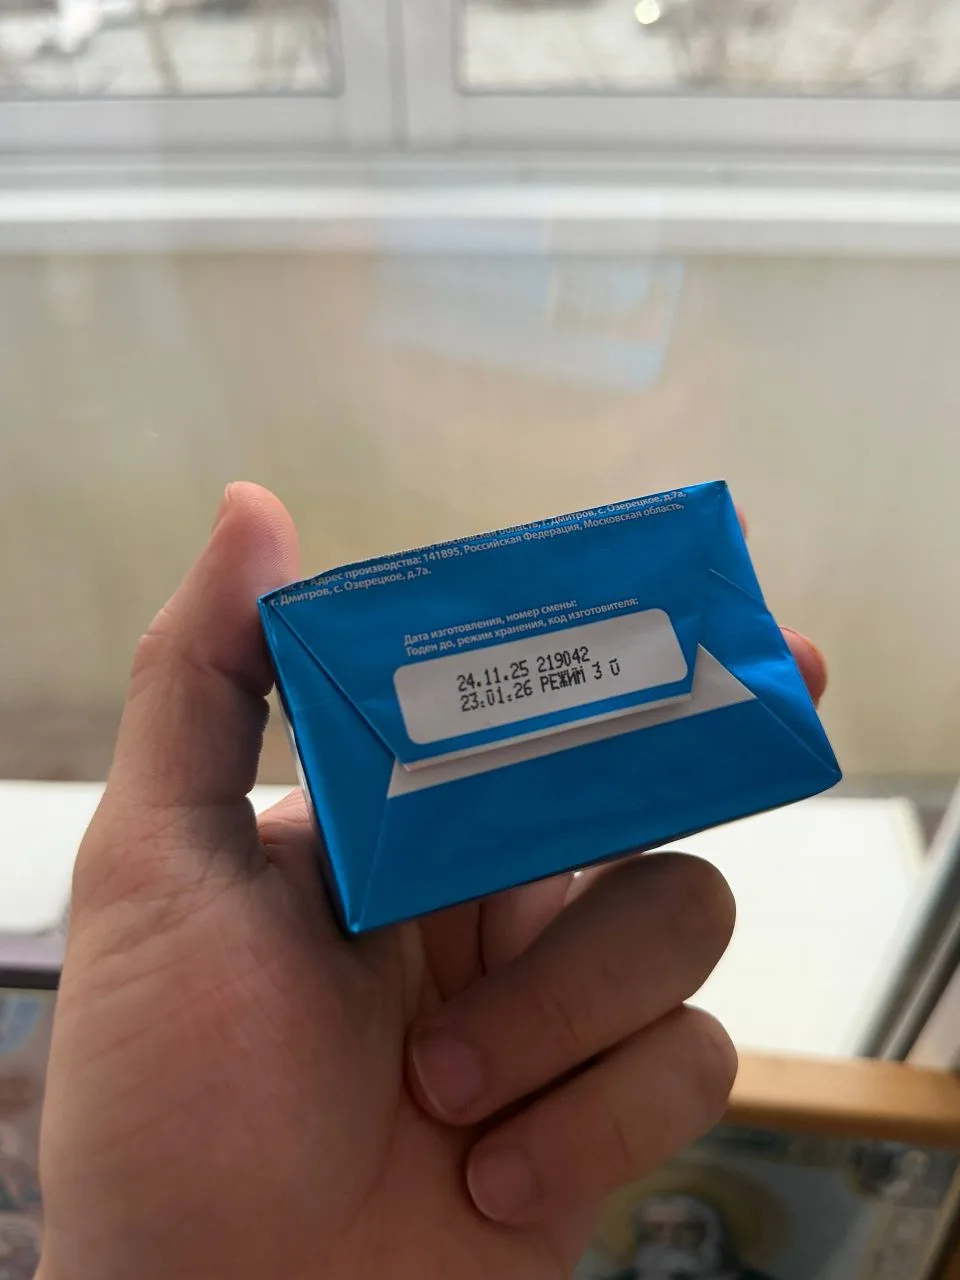 Московская область, г. Дмитров, с. Озерецкое, д.7а.
Адрес производства: 141895, Российская Федерация, Московская область,
г. Дмитров, с. Озерецкое, д.7а.
Дата изготовления, номер смены:
Годен до, режим хранения, код изготовителя:
24.11.25 219042
23.01.26 РЕЖИМ 3 0